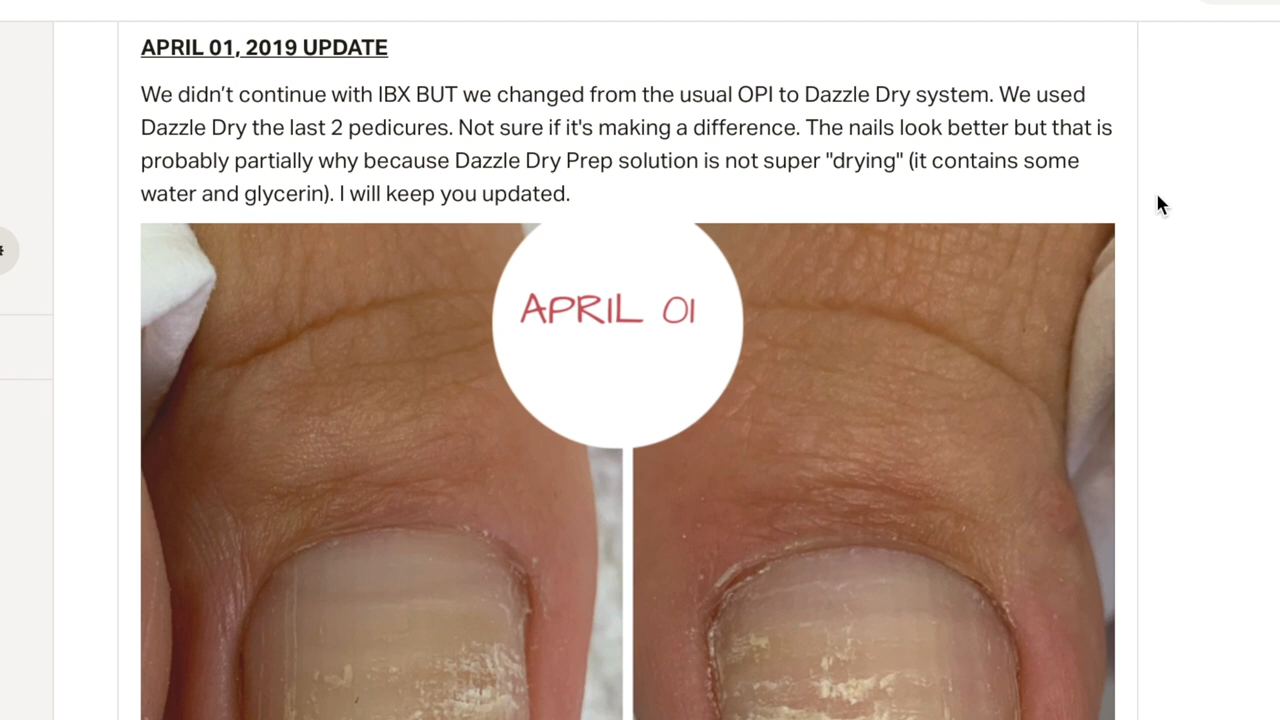 APRIL 01, 2019 UPDATE
We didn’t continue with IBX BUT we changed from the usual OPI to Dazzle Dry system. We used
Dazzle Dry the last 2 pedicures. Not sure if it's making a difference. The nails look better but that is
probably partially why because Dazzle Dry Prep solution is not super "drying" (it contains some
water and glycerin). I will keep you updated.
APRIL 01